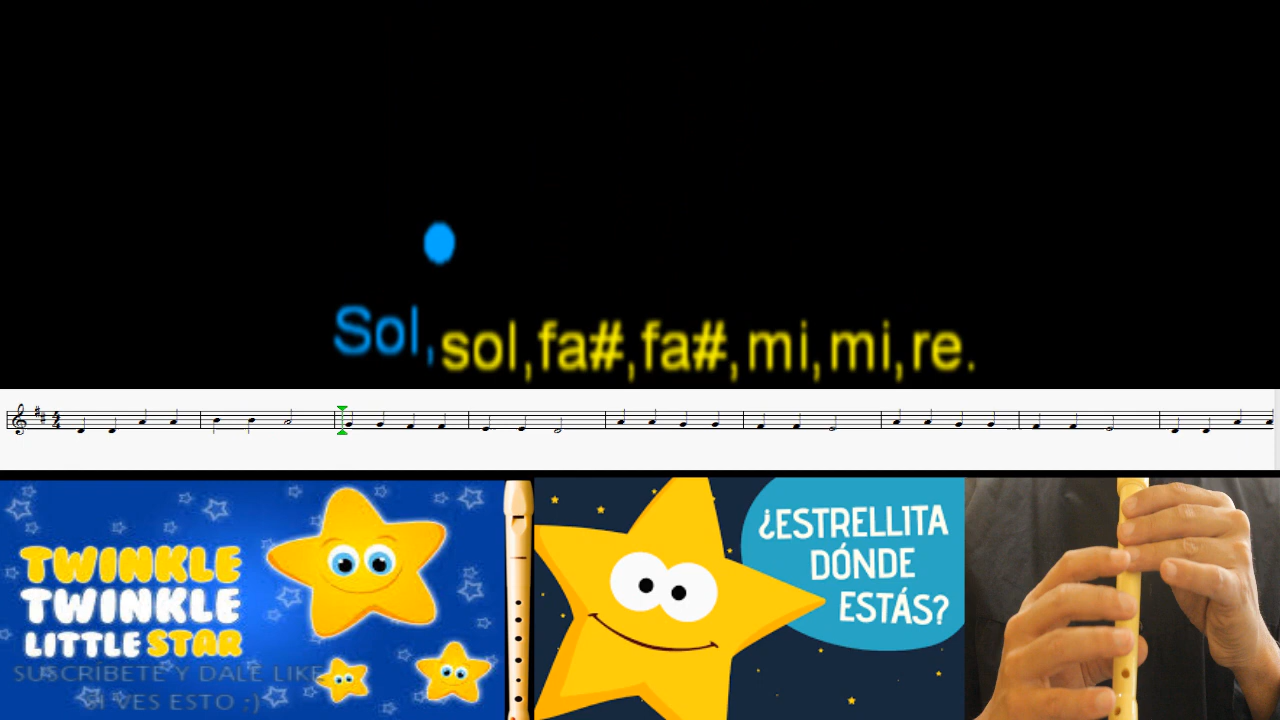 Sol, sol, fa#, fa#, mi, mi, re.
TWINKLE
TWINKLE
LITTLE STAR
SUSCRÍBETE Y DALE LIKE
SI VES ESTO ;)
¿ESTRELLITA
DÓNDE
ESTÁS?